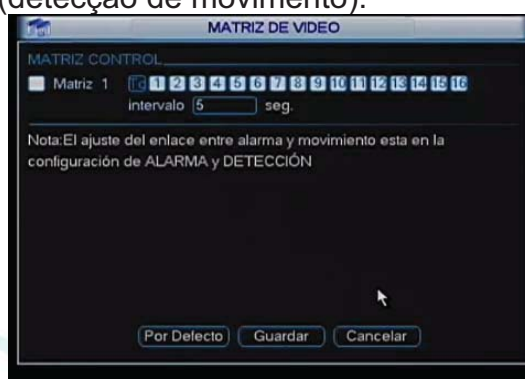 (detecção de movimento).
MATRIZ DE VIDEO
MATRIZ CONTROL
Matriz 1 1 2 3 4 5 6 7 8 9 10 11 12 13 14 15 16
intervalo 5 seg.
Nota:El ajuste del enlace entre alarma y movimiento esta en la
configuración de ALARMA y DETECCIÓN
Por Defecto Guardar Cancelar